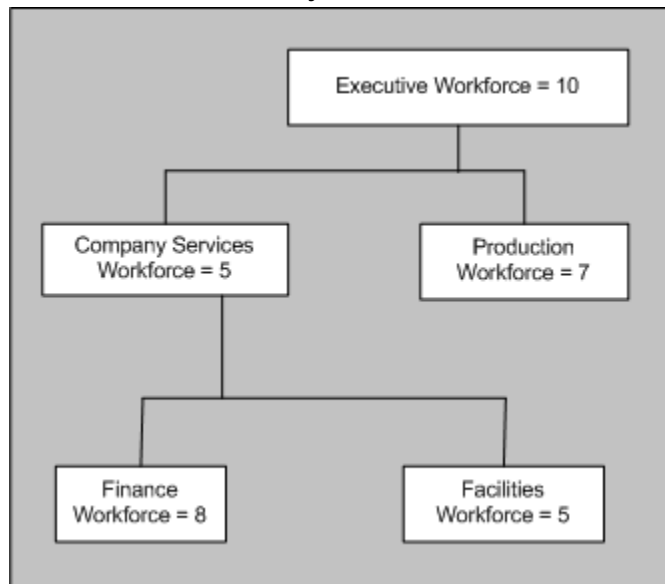 Executive Workforce = 10
Company Services
Workforce = 5
Production
Workforce = 7
Finance
Workforce = 8
Facilities
Workforce = 5